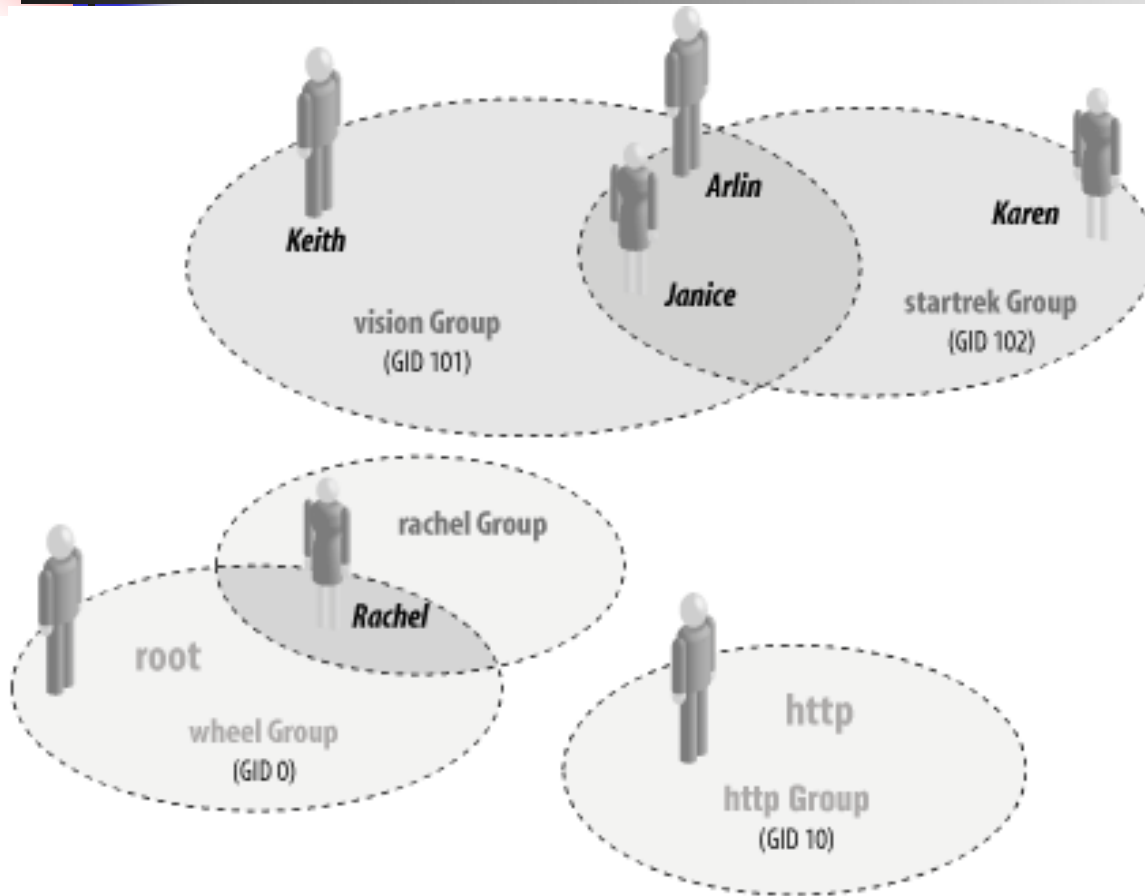 Arlin
Karen
Keith
Janice
startrek Group
(GID 102)
vision Group
(GID 101)
rachel Group
Rachel
root
wheel Group
(GID 0)
http
http Group
(GID 10)